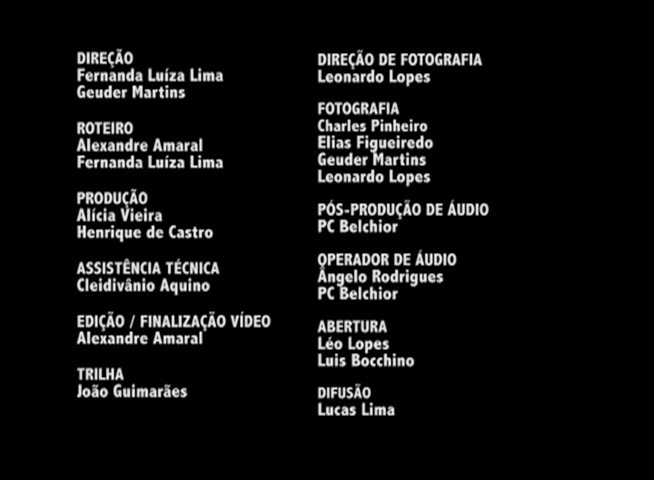 DIREÇÃO
Fernanda Luíza Lima
Geuder Martins
ROTEIRO
Alexandre Amaral
Fernanda Luíza Lima
PRODUÇÃO
Alícia Vieira
Henrique de Castro
ASSISTÊNCIA TÉCNICA
Cleidivânio Aquino
EDIÇÃO / FINALIZAÇÃO VÍDEO
Alexandre Amaral
TRILHA
João Guimarães
DIREÇÃO DE FOTOGRAFIA
Leonardo Lopes
FOTOGRAFIA
Charles Pinheiro
Elias Figueiredo
Geuder Martins
Leonardo Lopes
PÓS-PRODUÇÃO DE ÁUDIO
PC Belchior
OPERADOR DE ÁUDIO
Ângelo Rodrigues
PC Belchior
ABERTURA
Léo Lopes
Luis Bocchino
DIFUSÃO
Lucas Lima